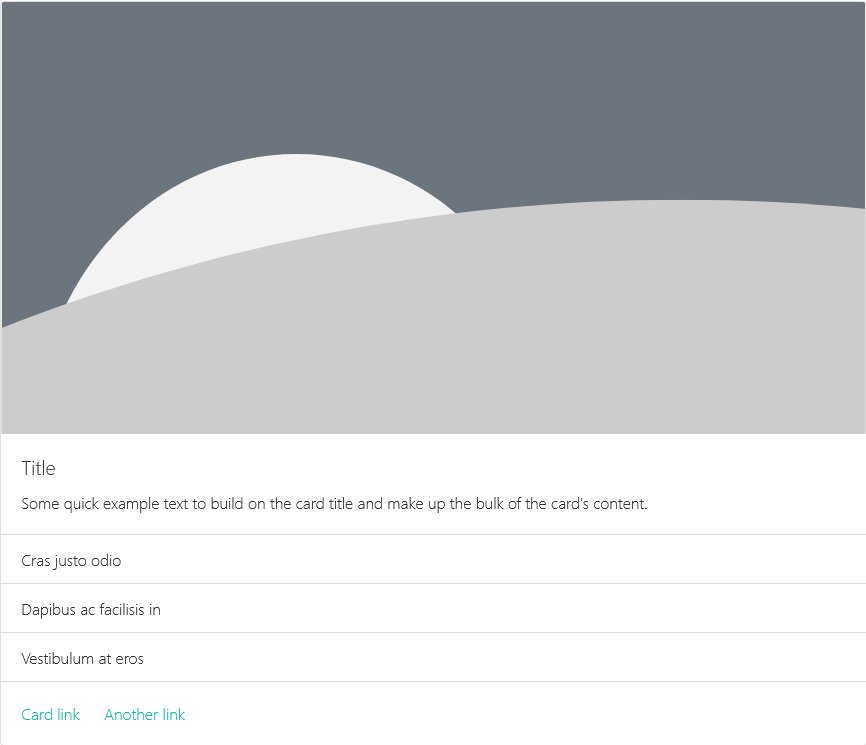 Title
Some quick example text to build on the card title and make up the bulk of the card's content.
Cras justo odio
Dapibus ac facilisis in
Vestibulum at eros
Card link Another link